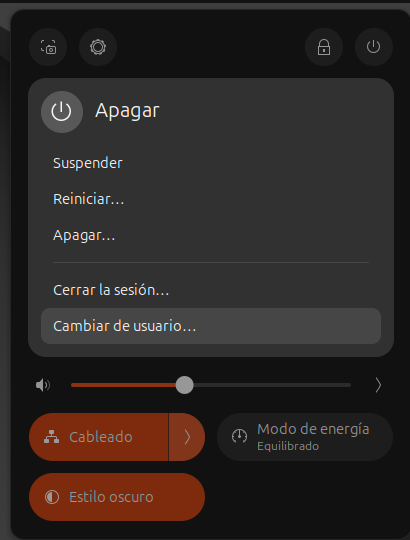 Apagar
Suspender
Reiniciar...
Apagar...
Cerrar la sesión...
Cambiar de usuario...
Cableado
Modo de energía
Equilibrado
Estilo oscuro